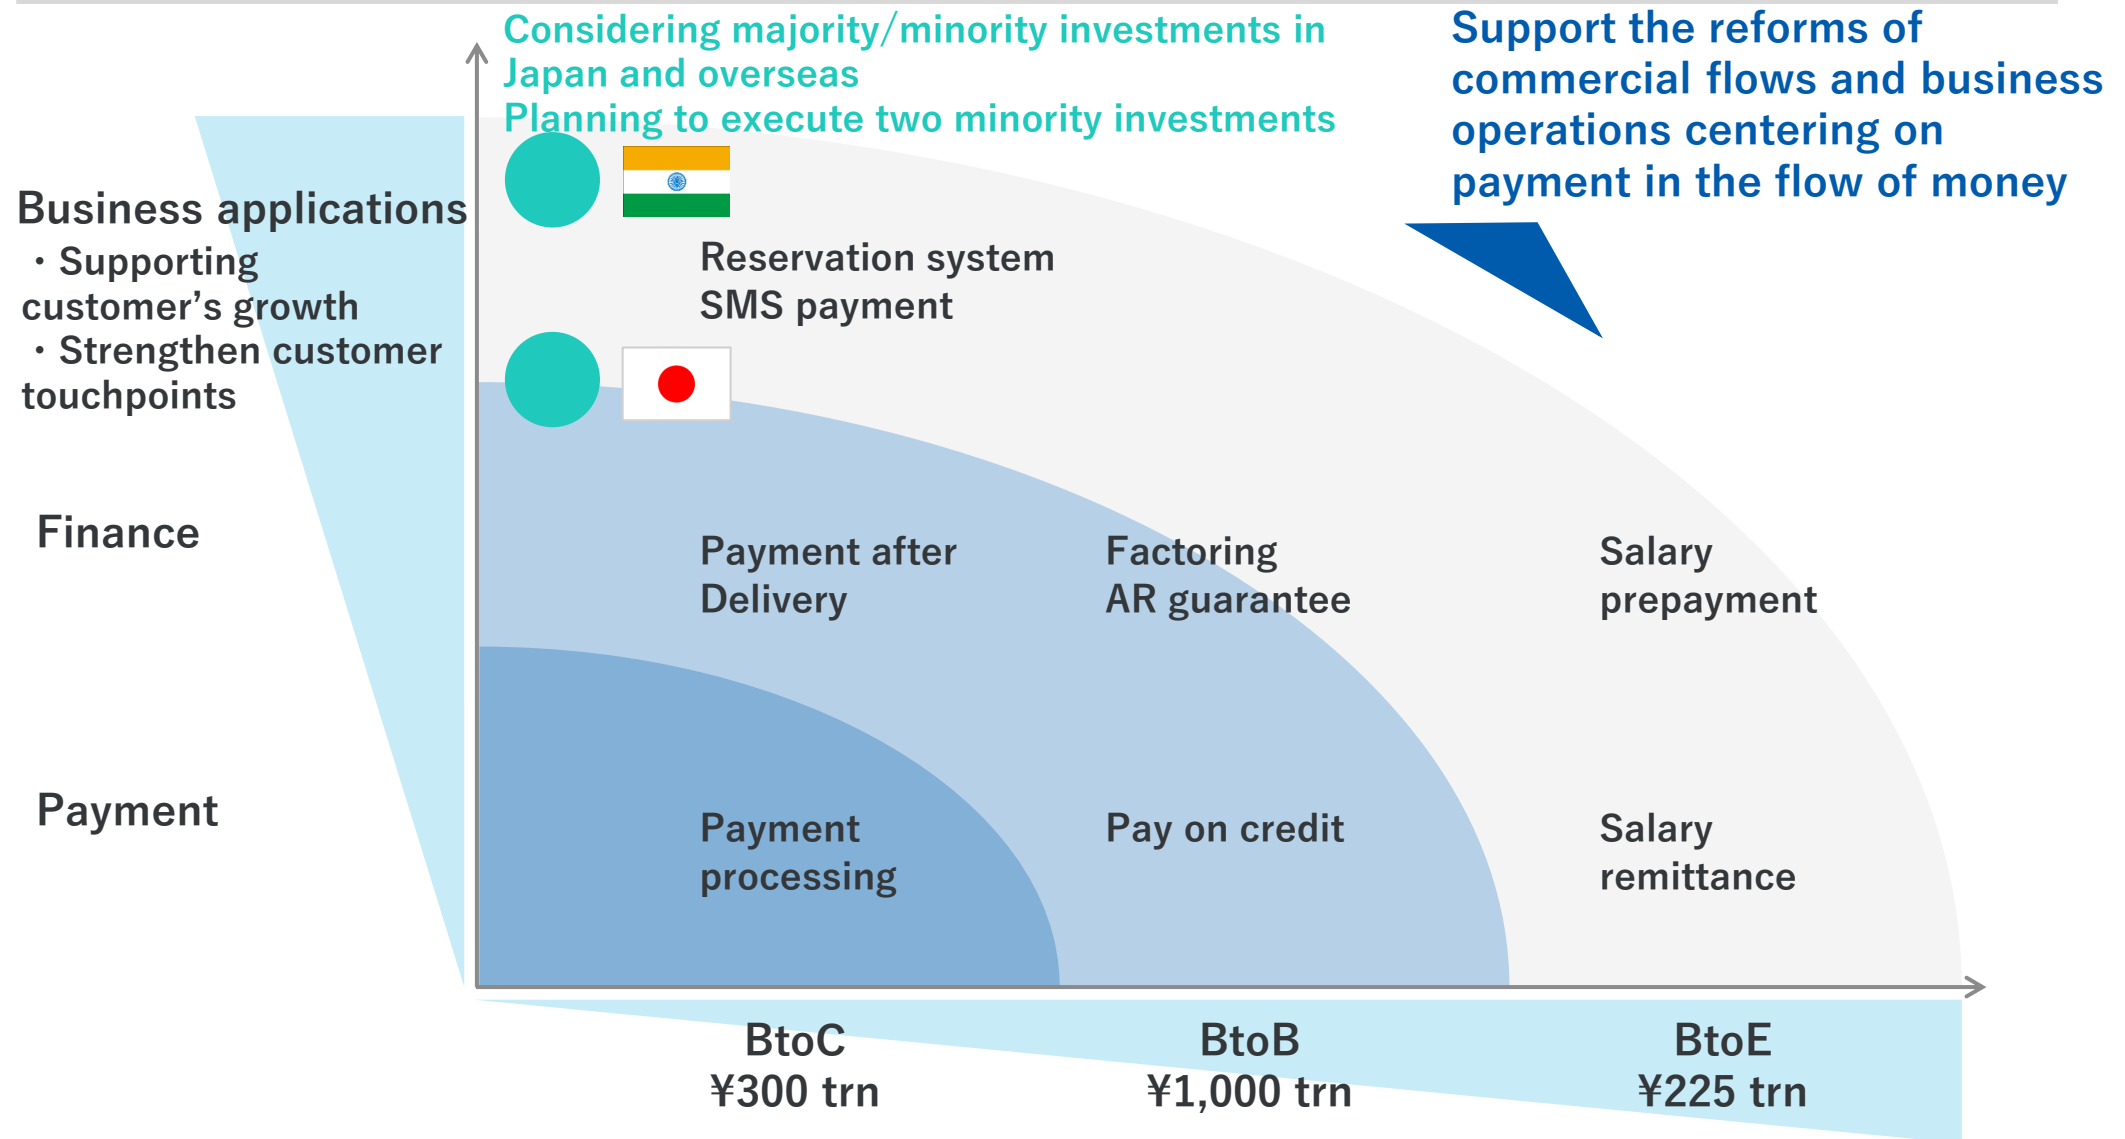 Considering majority/minority investments in
Japan and overseas
Planning to execute two minority investments
Support the reforms of
commercial flows and business
operations centering on
payment in the flow of money
Business applications
・Supporting
customer’s growth
・Strengthen customer
touchpoints
Reservation system
SMS payment
Finance
Payment after
Delivery
Factoring
AR guarantee
Salary
prepayment
Payment
Payment
processing
Pay on credit
Salary
remittance
BtoC
¥300 trn
BtoB
¥1,000 trn
BtoE
¥225 trn